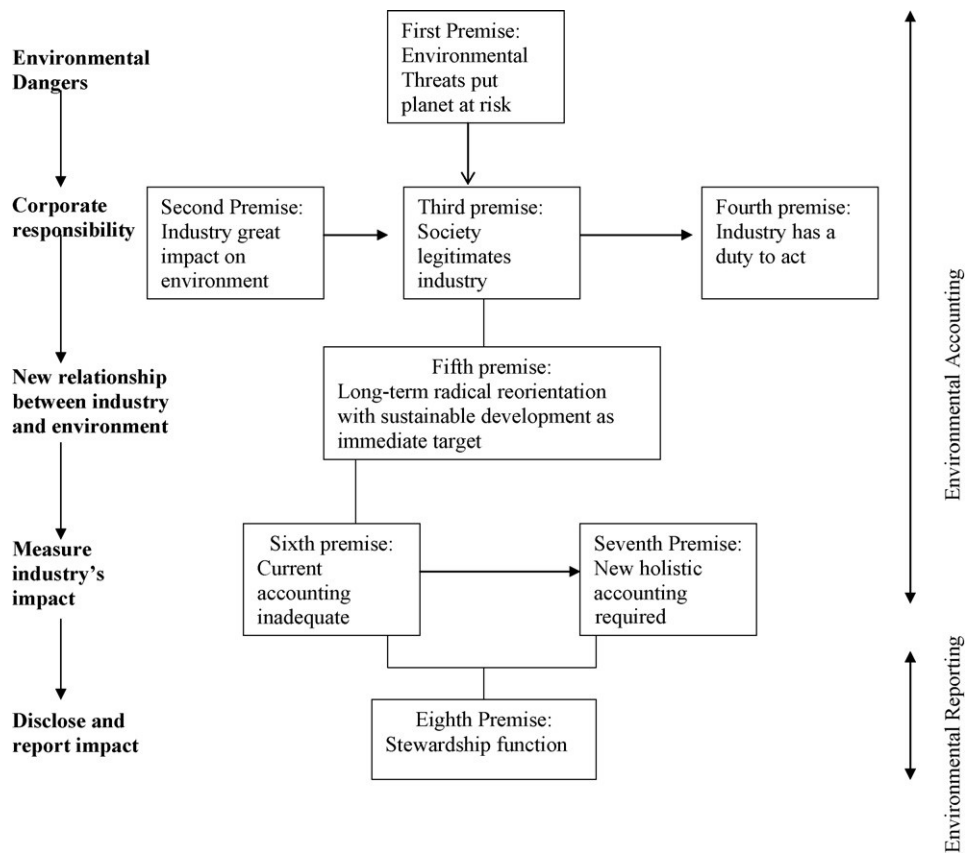 First Premise:
Environmental
Threats put
planet at risk
Environmental
Dangers
Corporate
responsibility
Second Premise:
Industry great
impact on
environment
Third premise:
Society
legitimates
industry
Fourth premise:
Industry has a
duty to act
New relationship
between industry
and environment
Fifth premise:
Long-term radical reorientation
with sustainable development as
immediate target
Measure
industry’s
impact
Sixth premise:
Current
accounting
inadequate
Seventh Premise:
New holistic
accounting
required
Disclose and
report impact
Eighth Premise:
Stewardship function
Environmental Accounting
Environmental Reporting